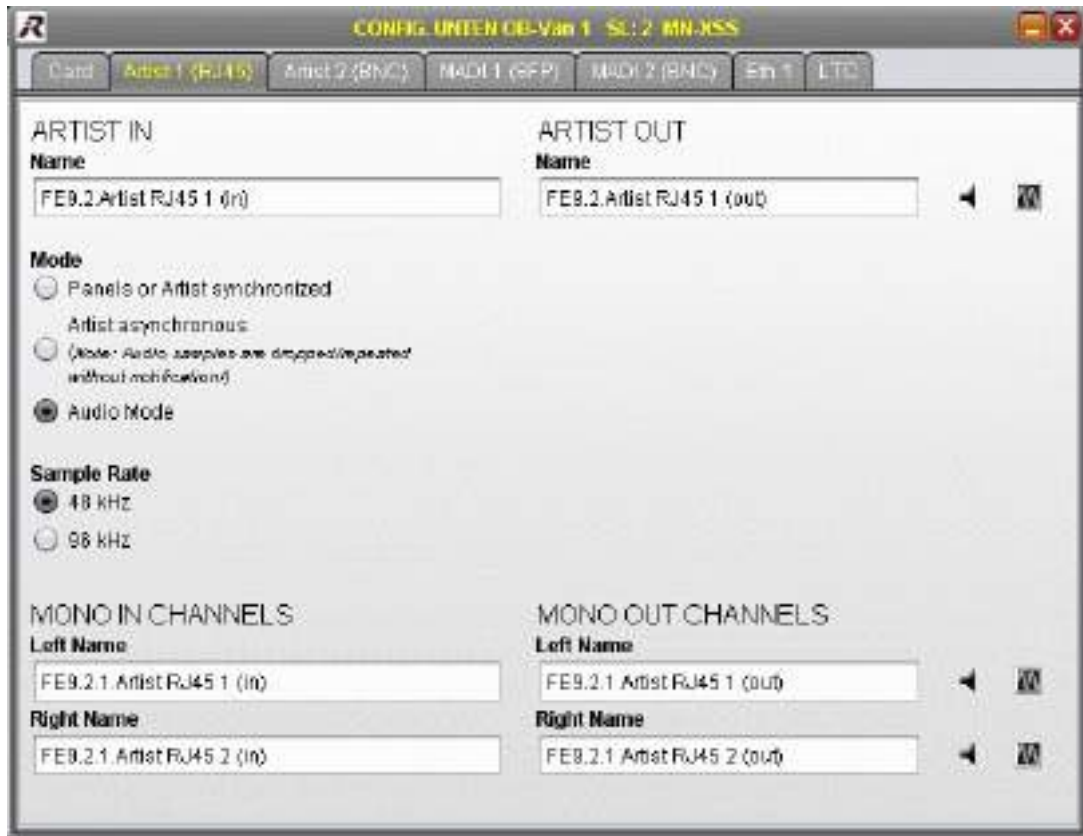 R
CONFIG. UNTEN OB-Van 1 SL: 2 MN-XSS
Card Artist 1 (RJ45) Artist 2 (BNC) MADI 1 (SFP) MADI 2 (BNC) Eth 1 LTC
ARTIST IN
Name
FE9.2.Artist RJ45 1 (in)
ARTIST OUT
Name
FE9.2.Artist RJ45 1 (out)
Mode
Panels or Artist synchronized
Artist asynchronous
(Note: Audio samples are dropped/repeated
without notification!)
Audio Mode
Sample Rate
48 kHz
96 kHz
MONO IN CHANNELS
Left Name
FE9.2.1.Artist RJ45 1 (in)
Right Name
FE9.2.1.Artist RJ45 2 (in)
MONO OUT CHANNELS
Left Name
FE9.2.1 Artist RJ45 1 (out)
Right Name
FE9.2.1 Artist RJ45 2 (out)